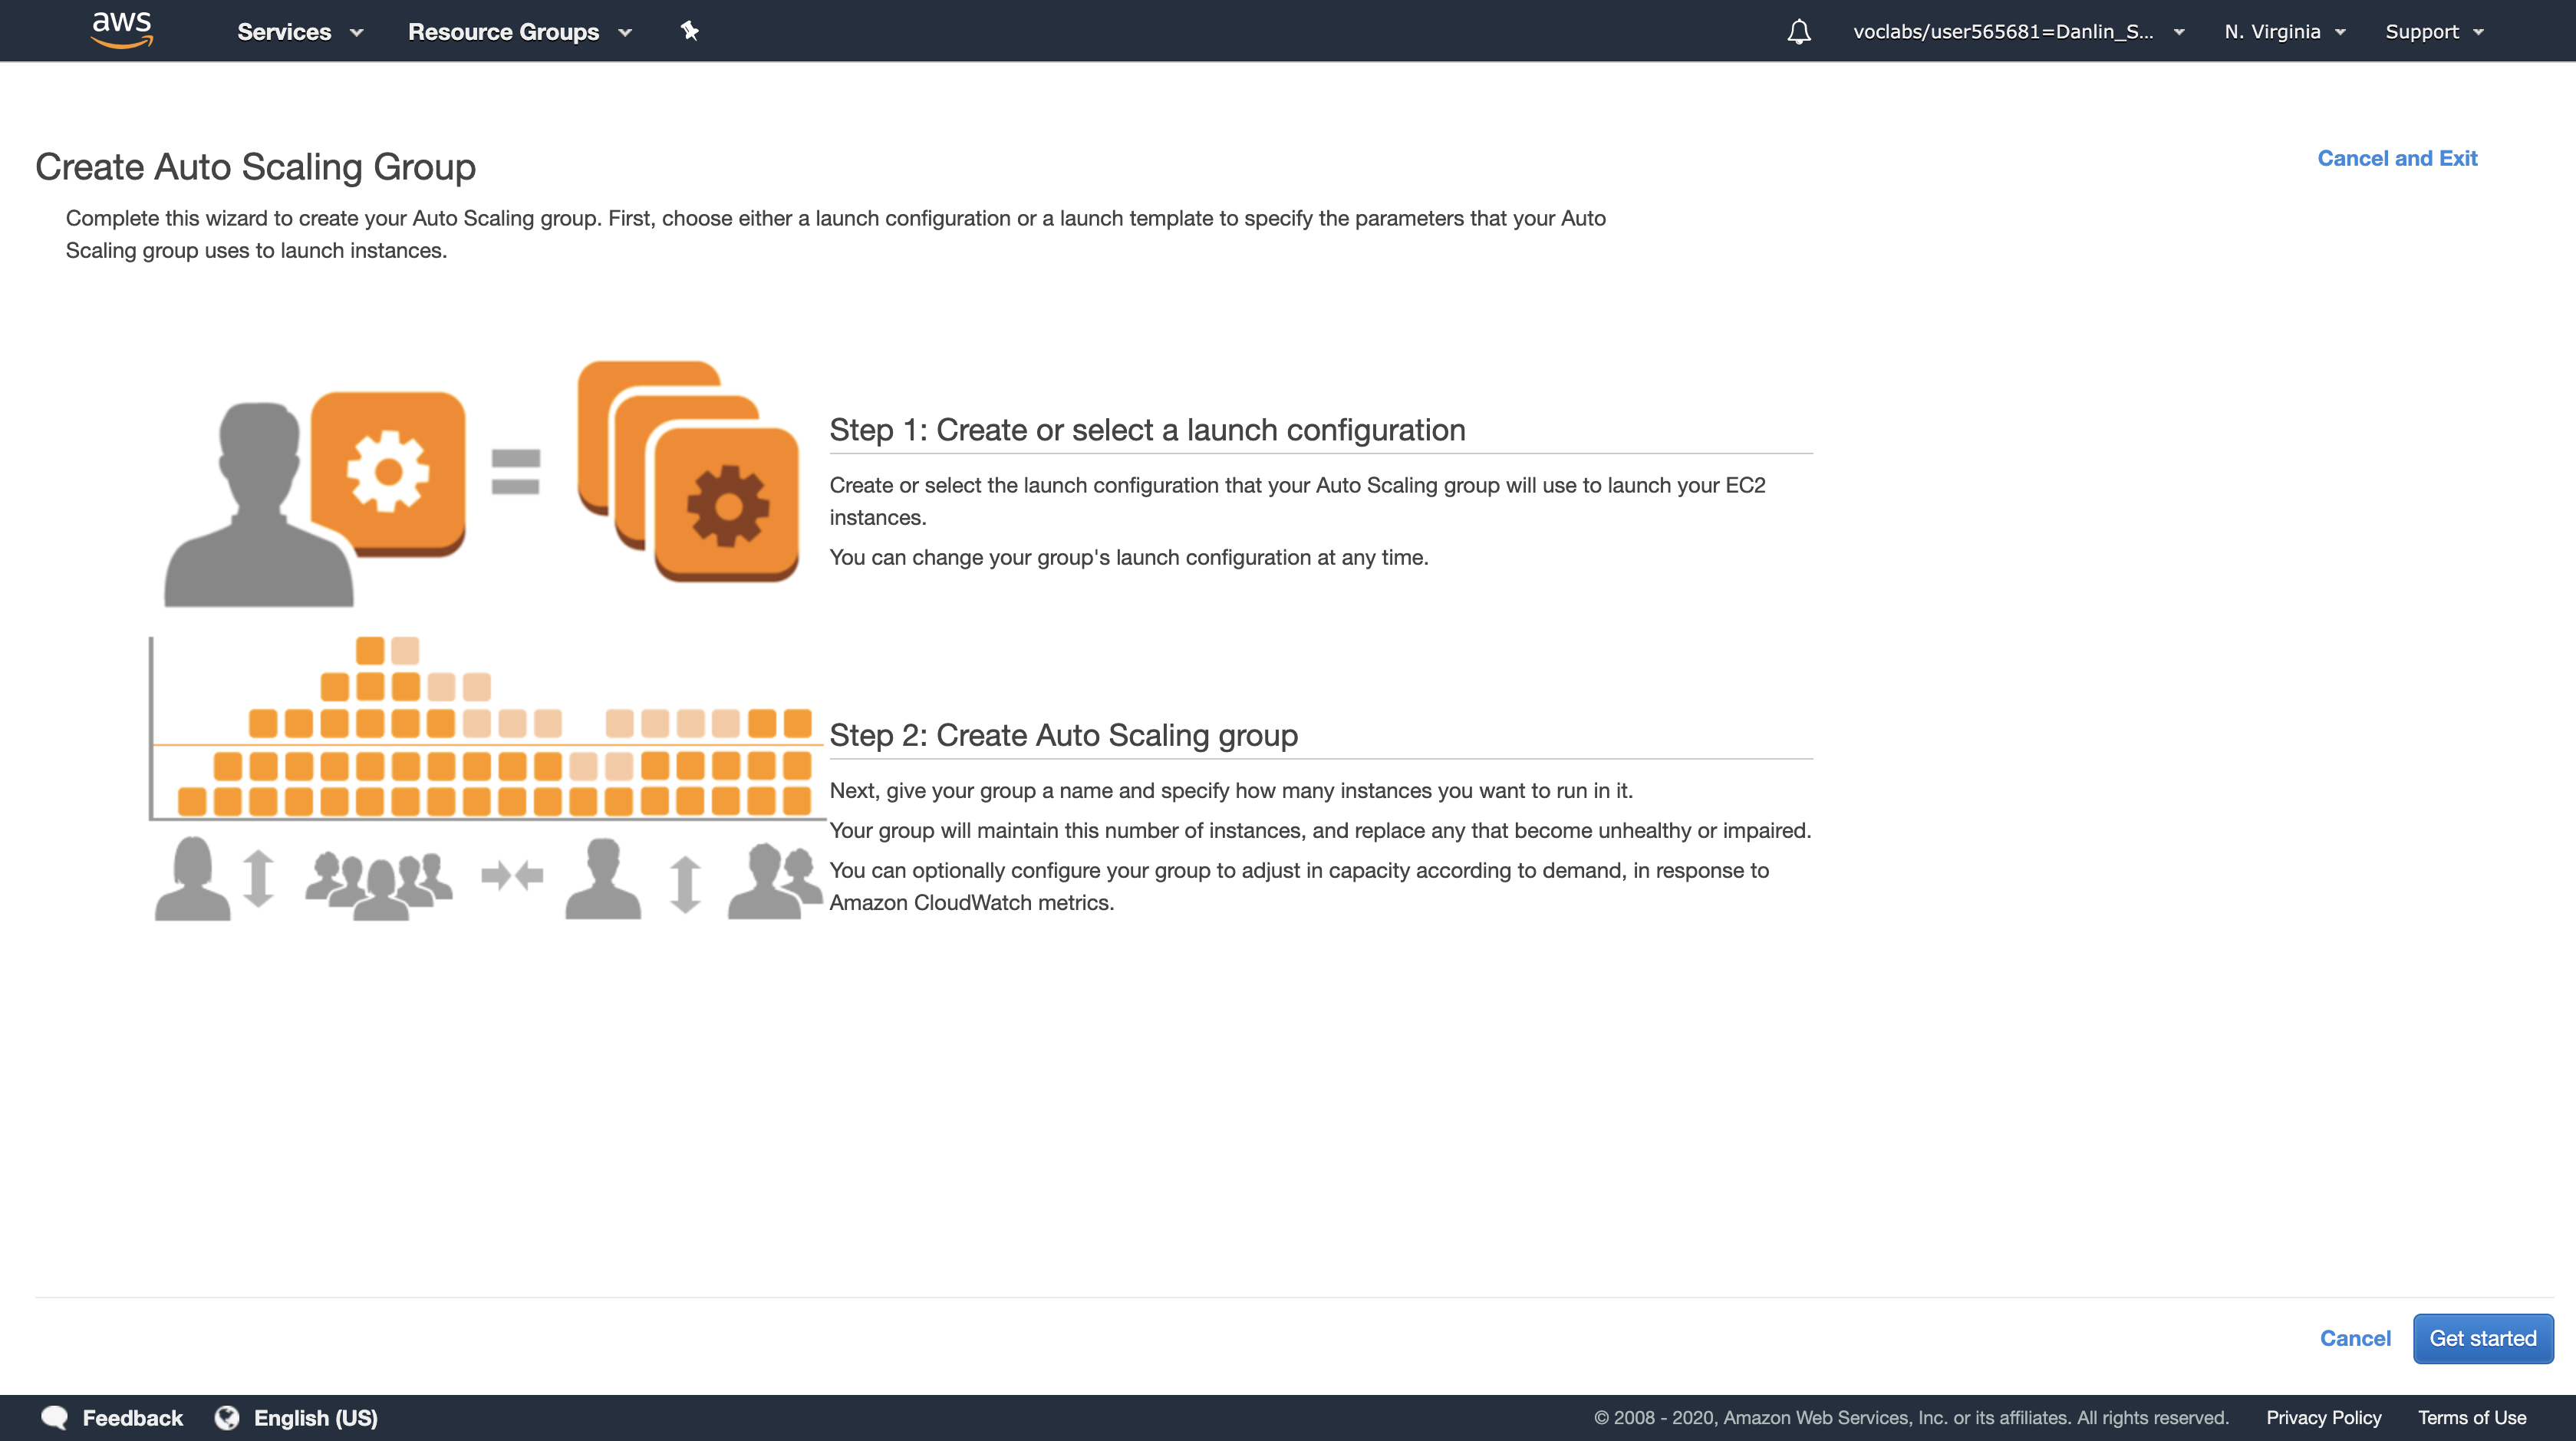 aws Services Resource Groups voclabs/user565681=Danlin_S... N. Virginia Support
Create Auto Scaling Group
Cancel and Exit
Complete this wizard to create your Auto Scaling group. First, choose either a launch configuration or a launch template to specify the parameters that your Auto
Scaling group uses to launch instances.
Step 1: Create or select a launch configuration
Create or select the launch configuration that your Auto Scaling group will use to launch your EC2
instances.
You can change your group's launch configuration at any time.
Step 2: Create Auto Scaling group
Next, give your group a name and specify how many instances you want to run in it.
Your group will maintain this number of instances, and replace any that become unhealthy or impaired.
You can optionally configure your group to adjust in capacity according to demand, in response to
Amazon CloudWatch metrics.
Cancel Get started
Feedback English (US) © 2008 - 2020, Amazon Web Services, Inc. or its affiliates. All rights reserved. Privacy Policy Terms of Use